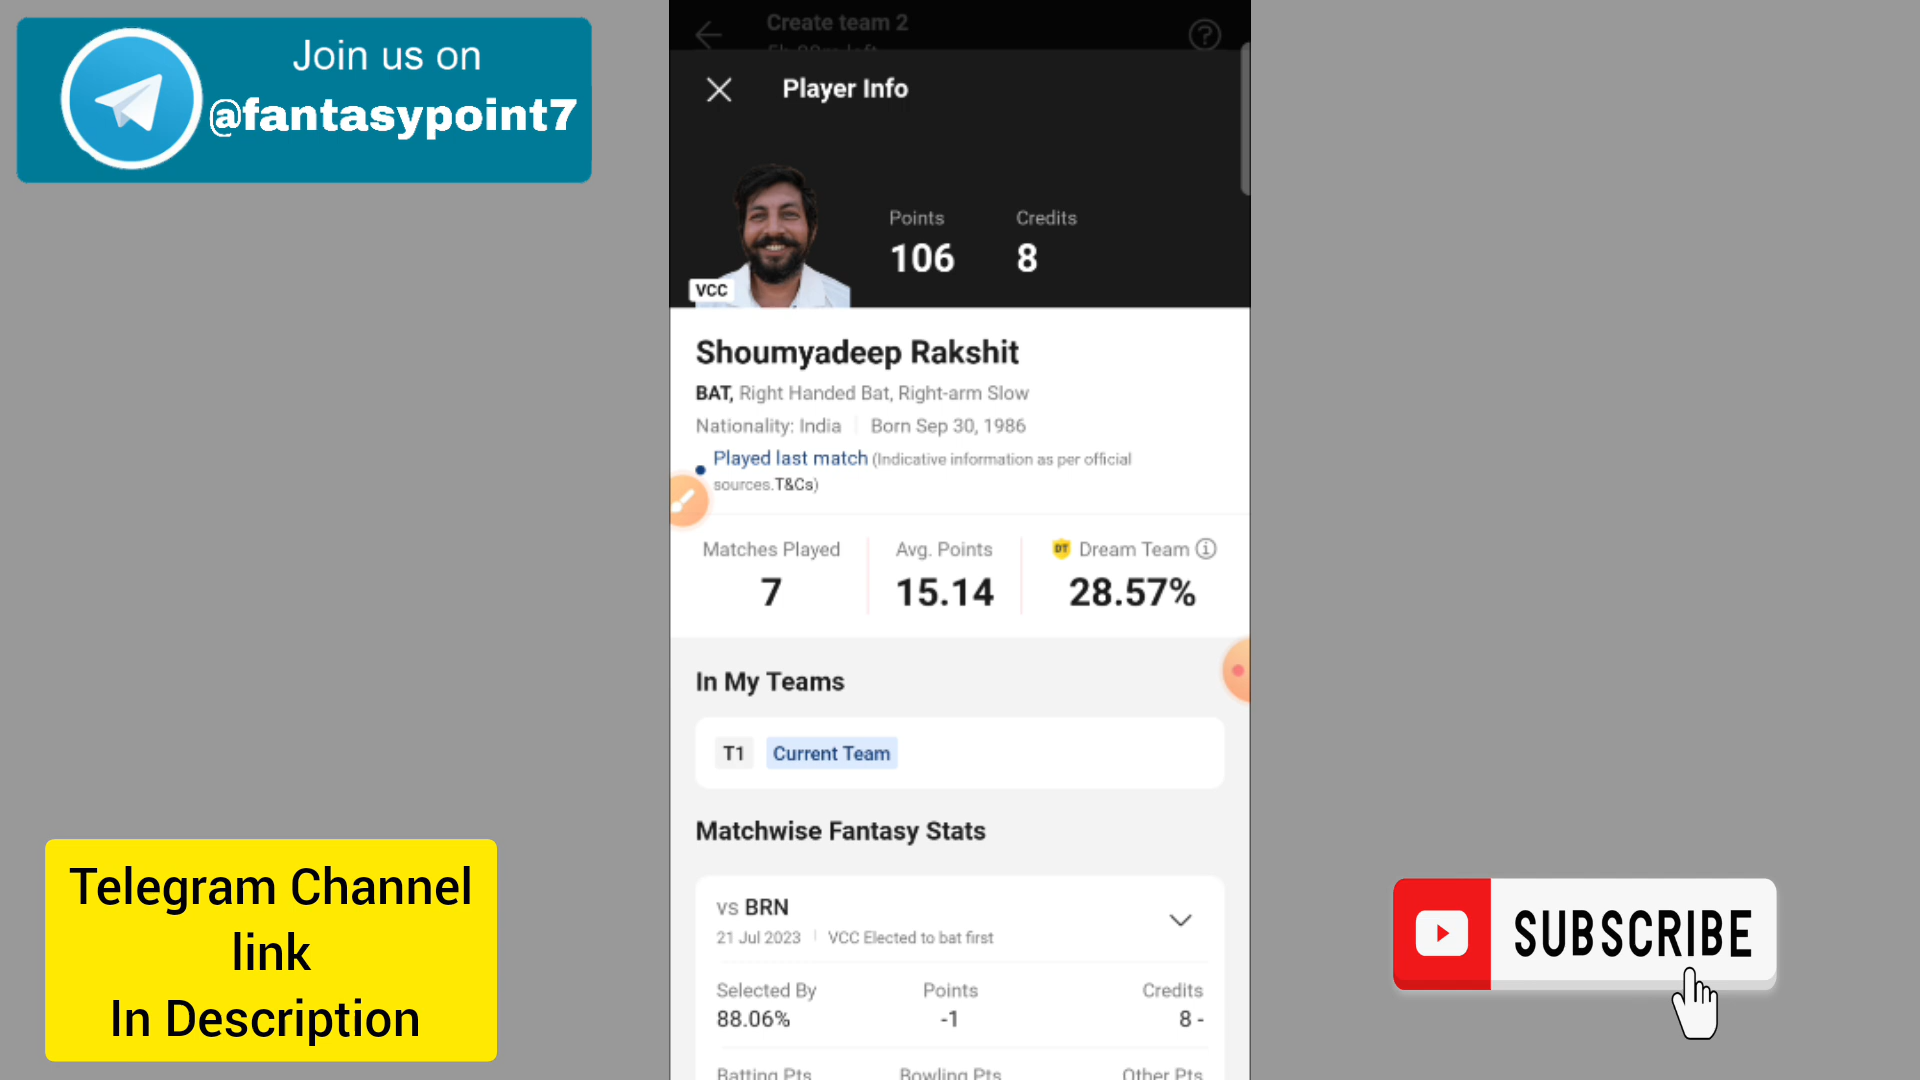 Join us on
@fantasypoint7
Create team 2
Player Info
Points
Credits
106
8
VCC
Shoumyadeep Rakshit
BAT, Right Handed Bat, Right-arm Slow
Nationality: India
Born Sep 30, 1986
Played last match (Indicative information as per official
sources.T&Cs)
Matches Played
Avg. Points
DT Dream Team
7
15.14
28.57%
In My Teams
T1 Current Team
Matchwise Fantasy Stats
vs BRN
21 Jul 2023
VCC Elected to bat first
Selected By
Points
Credits
88.06%
-1
8 -
Batting Pts
Bowling Pts
Other Pts
Telegram Channel
link
In Description
SUBSCRIBE